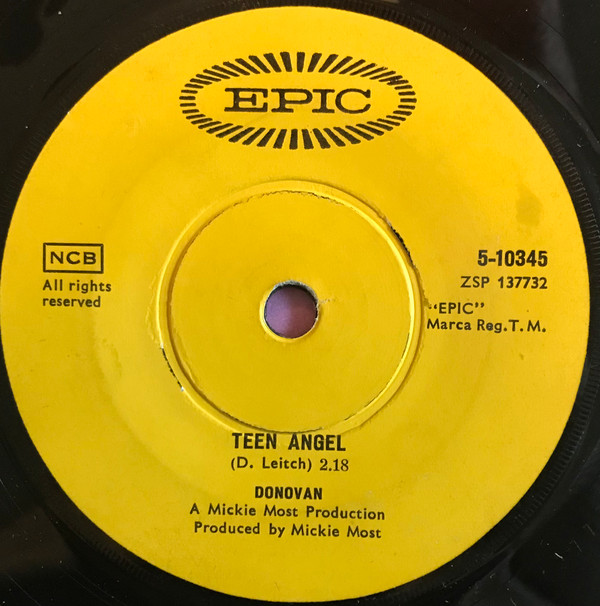 EPIC
NCB
All rights
reserved
5-10345
ZSP 137732
"EPIC"
Marca Reg.T.M.
TEEN ANGEL
(D. Leitch) 2.18
DONOVAN
A Mickie Most Production
Produced by Mickie Most